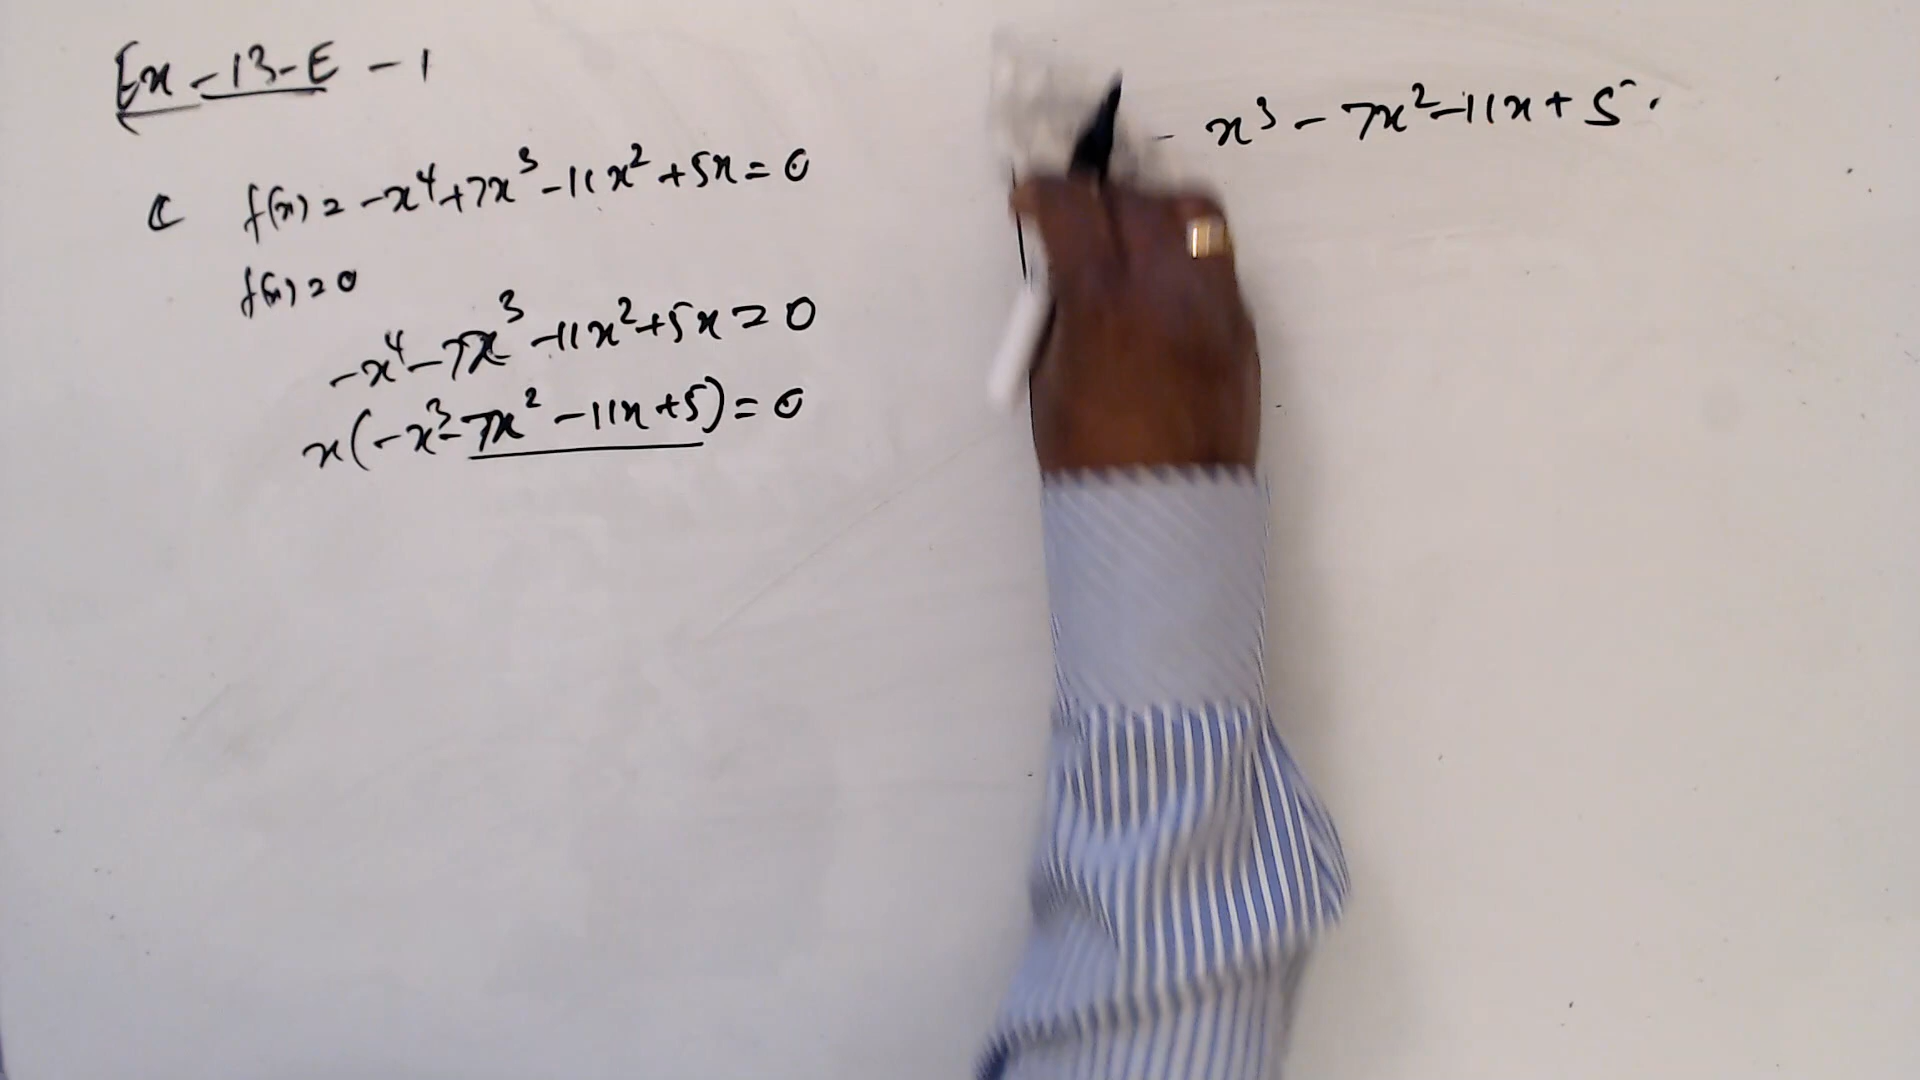 Ex-13-E-1
c f(x)=-x⁴+7x³-11x²+5x=0
f(x)=0
-x⁴-7x³-11x²+5x=0
x(-x³-7x²-11x+5)=0
-x³-7x²-11x+5.